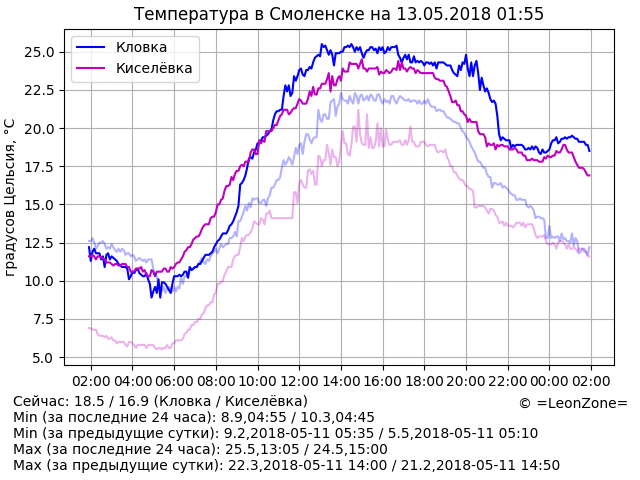 Температура в Смоленске на 13.05.2018 01:55
Кловка
Киселёвка
градусов Цельсия, °C
25.0
22.5
20.0
17.5
15.0
12.5
10.0
7.5
5.0
02:00 04:00 06:00 08:00 10:00 12:00 14:00 16:00 18:00 20:00 22:00 00:00 02:00
Сейчас: 18.5 / 16.9 (Кловка / Киселёвка)
© =LeonZone=
Min (за последние 24 часа): 8.9,04:55 / 10.3,04:45
Min (за предыдущие сутки): 9.2,2018-05-11 05:35 / 5.5,2018-05-11 05:10
Max (за последние 24 часа): 25.5,13:05 / 24.5,15:00
Max (за предыдущие сутки): 22.3,2018-05-11 14:00 / 21.2,2018-05-11 14:50